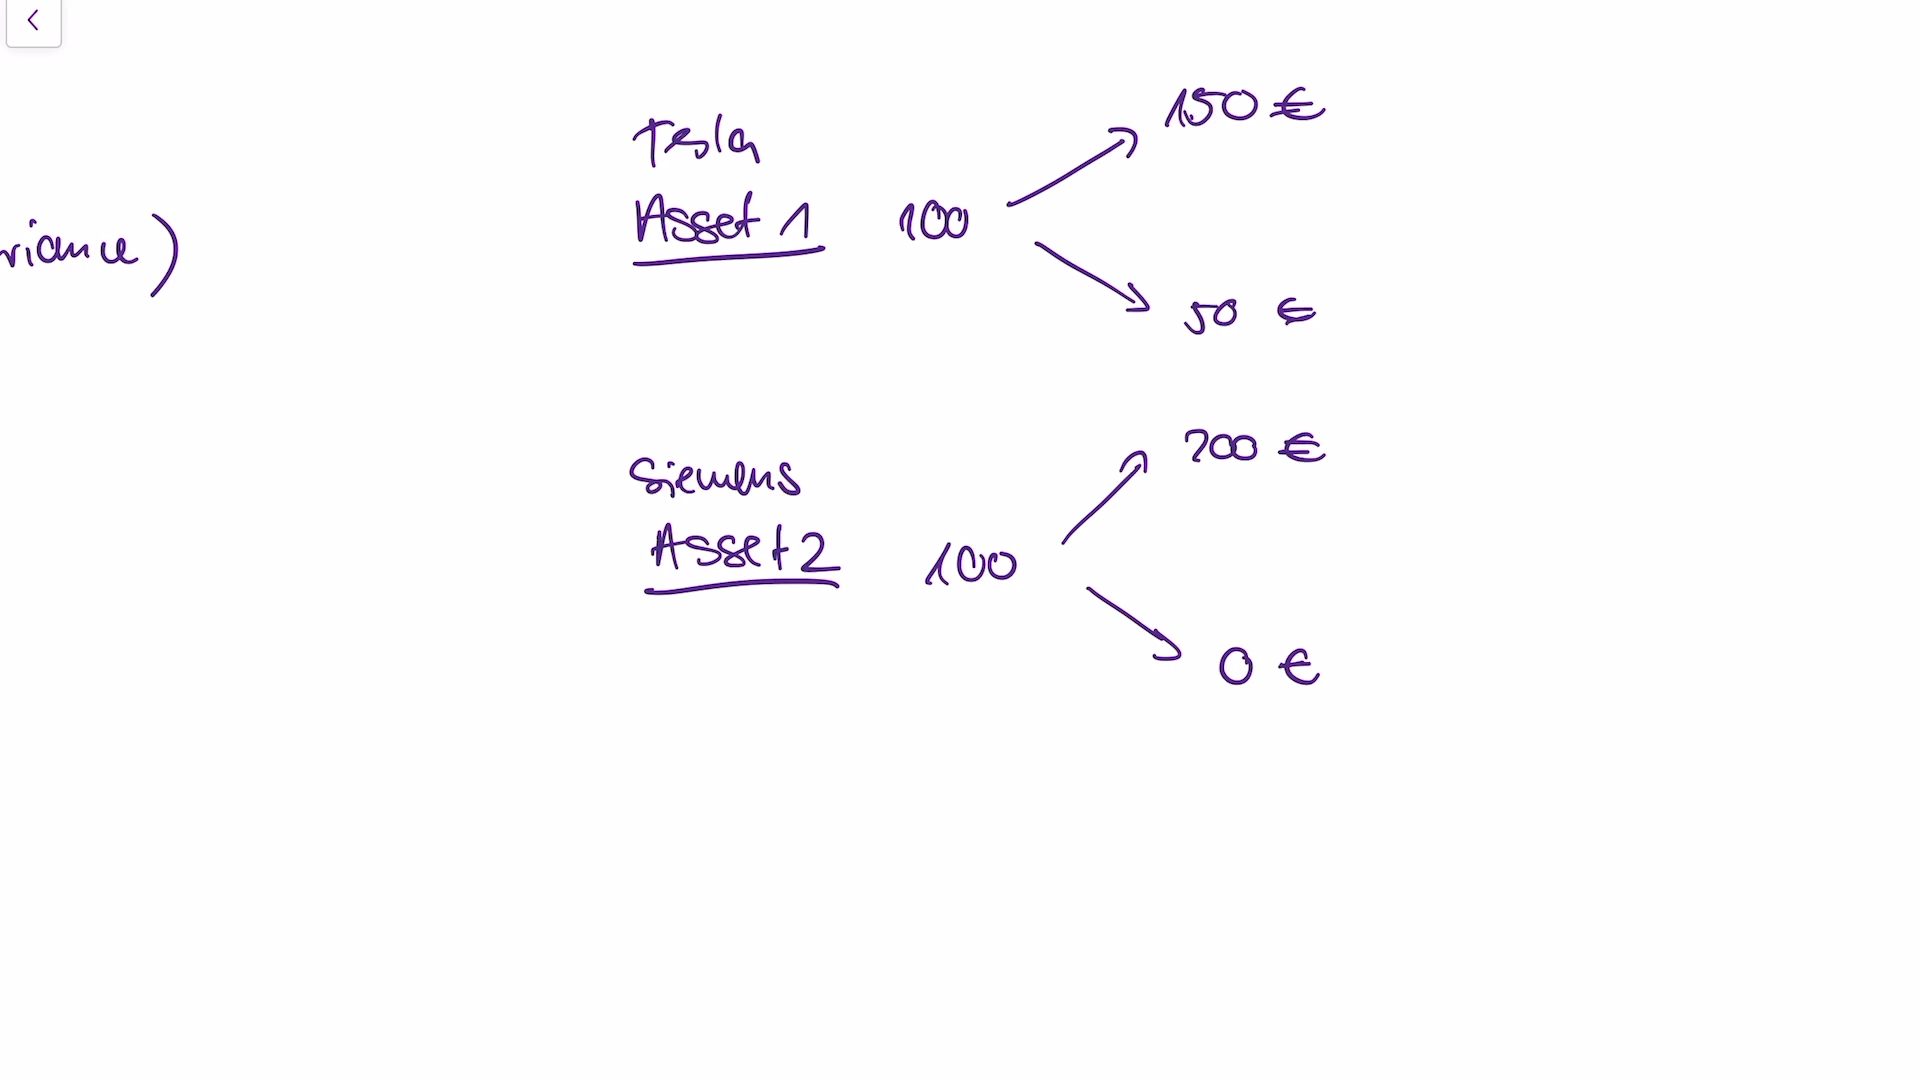 riance)
Tesla
Asset 1 100 150 €
50 €
Siemens
Asset 2 100 200 €
0 €